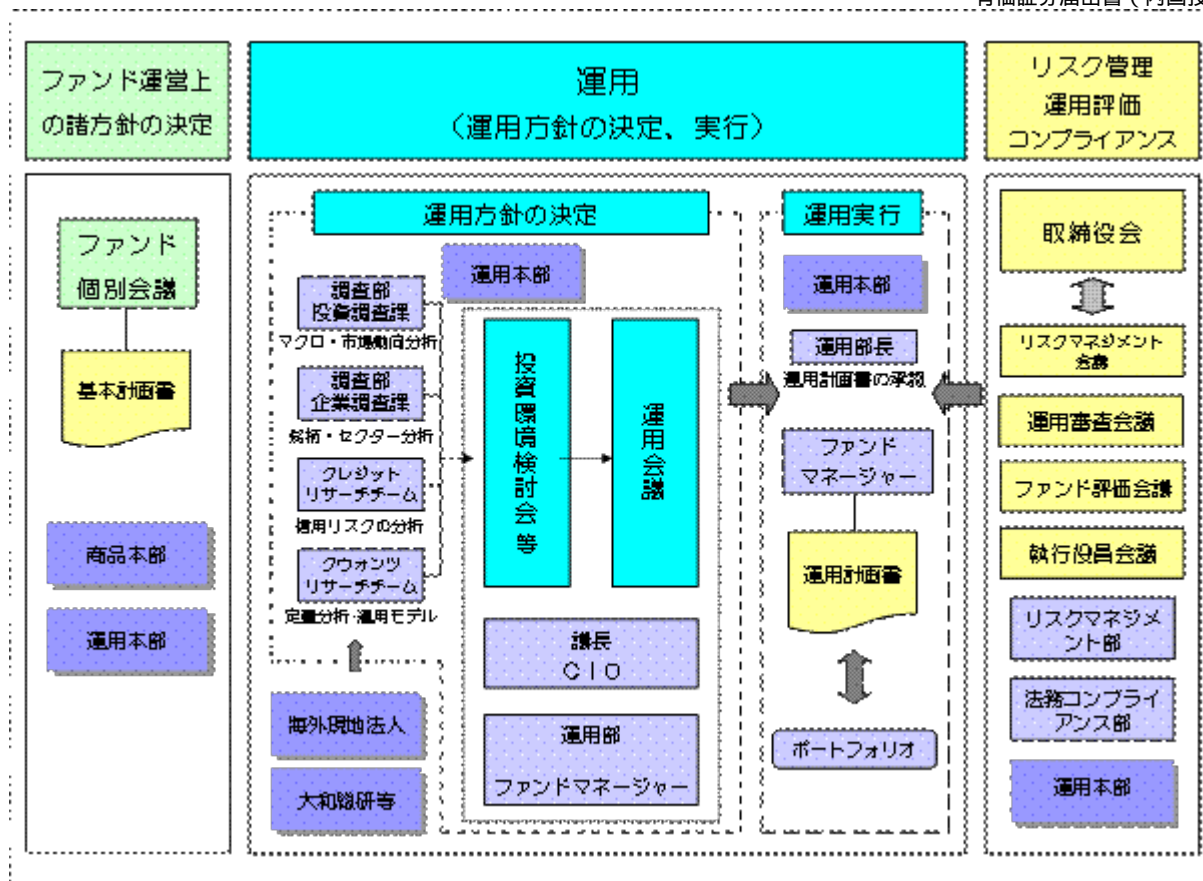 ファンド運営上
の諸方針の決定
運用
（運用方針の決定、実行）
リスク管理
運用評価
コンプライアンス
ファンド
個別会議
基本計画書
商品本部
運用本部
運用方針の決定
運用本部
調査部
投資調査課
マクロ・市場動向分析
調査部
企業調査課
銘柄・セクター分析
クレジット
リサーチチーム
信用リスクの分析
クウォンツ
リサーチチーム
定量分析・運用モデル
海外現地法人
大和総研等
投資環境検討会等
運用会議
議長
ＣＩＯ
運用部
ファンドマネージャー
運用実行
運用本部
運用部長
運用計画書の承認
ファンド
マネージャー
運用計画書
ポートフォリオ
取締役会
リスクマネジメント
会議
運用審査会議
ファンド評価会議
執行役員会議
リスクマネジメ
ント部
法務コンプライ
アンス部
運用本部